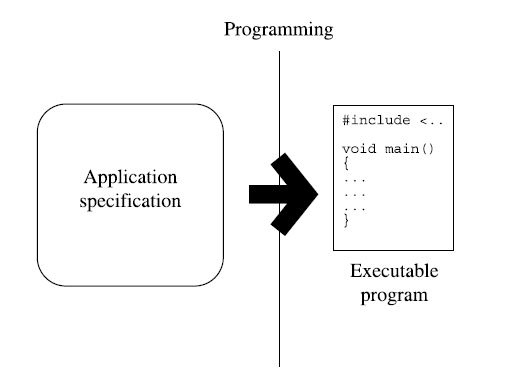 Programming
Application
specification
#include <..
void main()
{
...
...
...
}
Executable
program